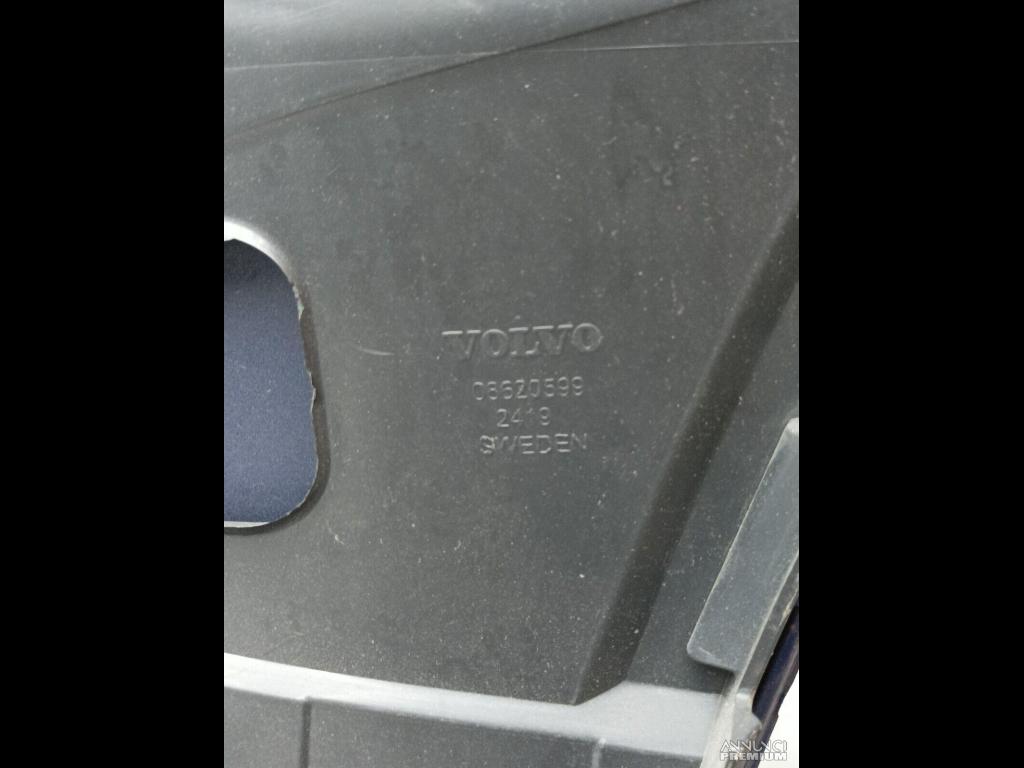 VOLVO
08620599
2419
SWEDEN
ANNUNCI
PREMIUM